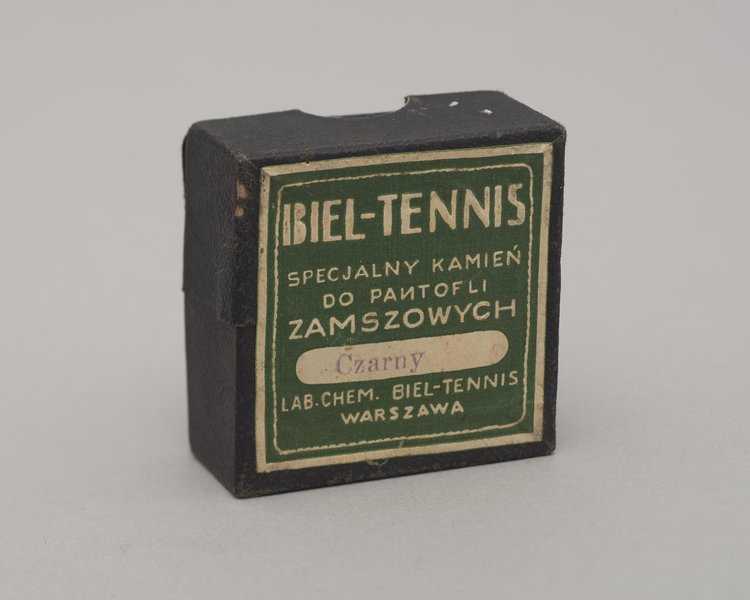 BIEL-TENNIS
SPECJALNY KAMIEŃ
DO PANTOFLI
ZAMSZOWYCH
Czarny
LAB. CHEM. BIEL-TENNIS
WARSZAWA